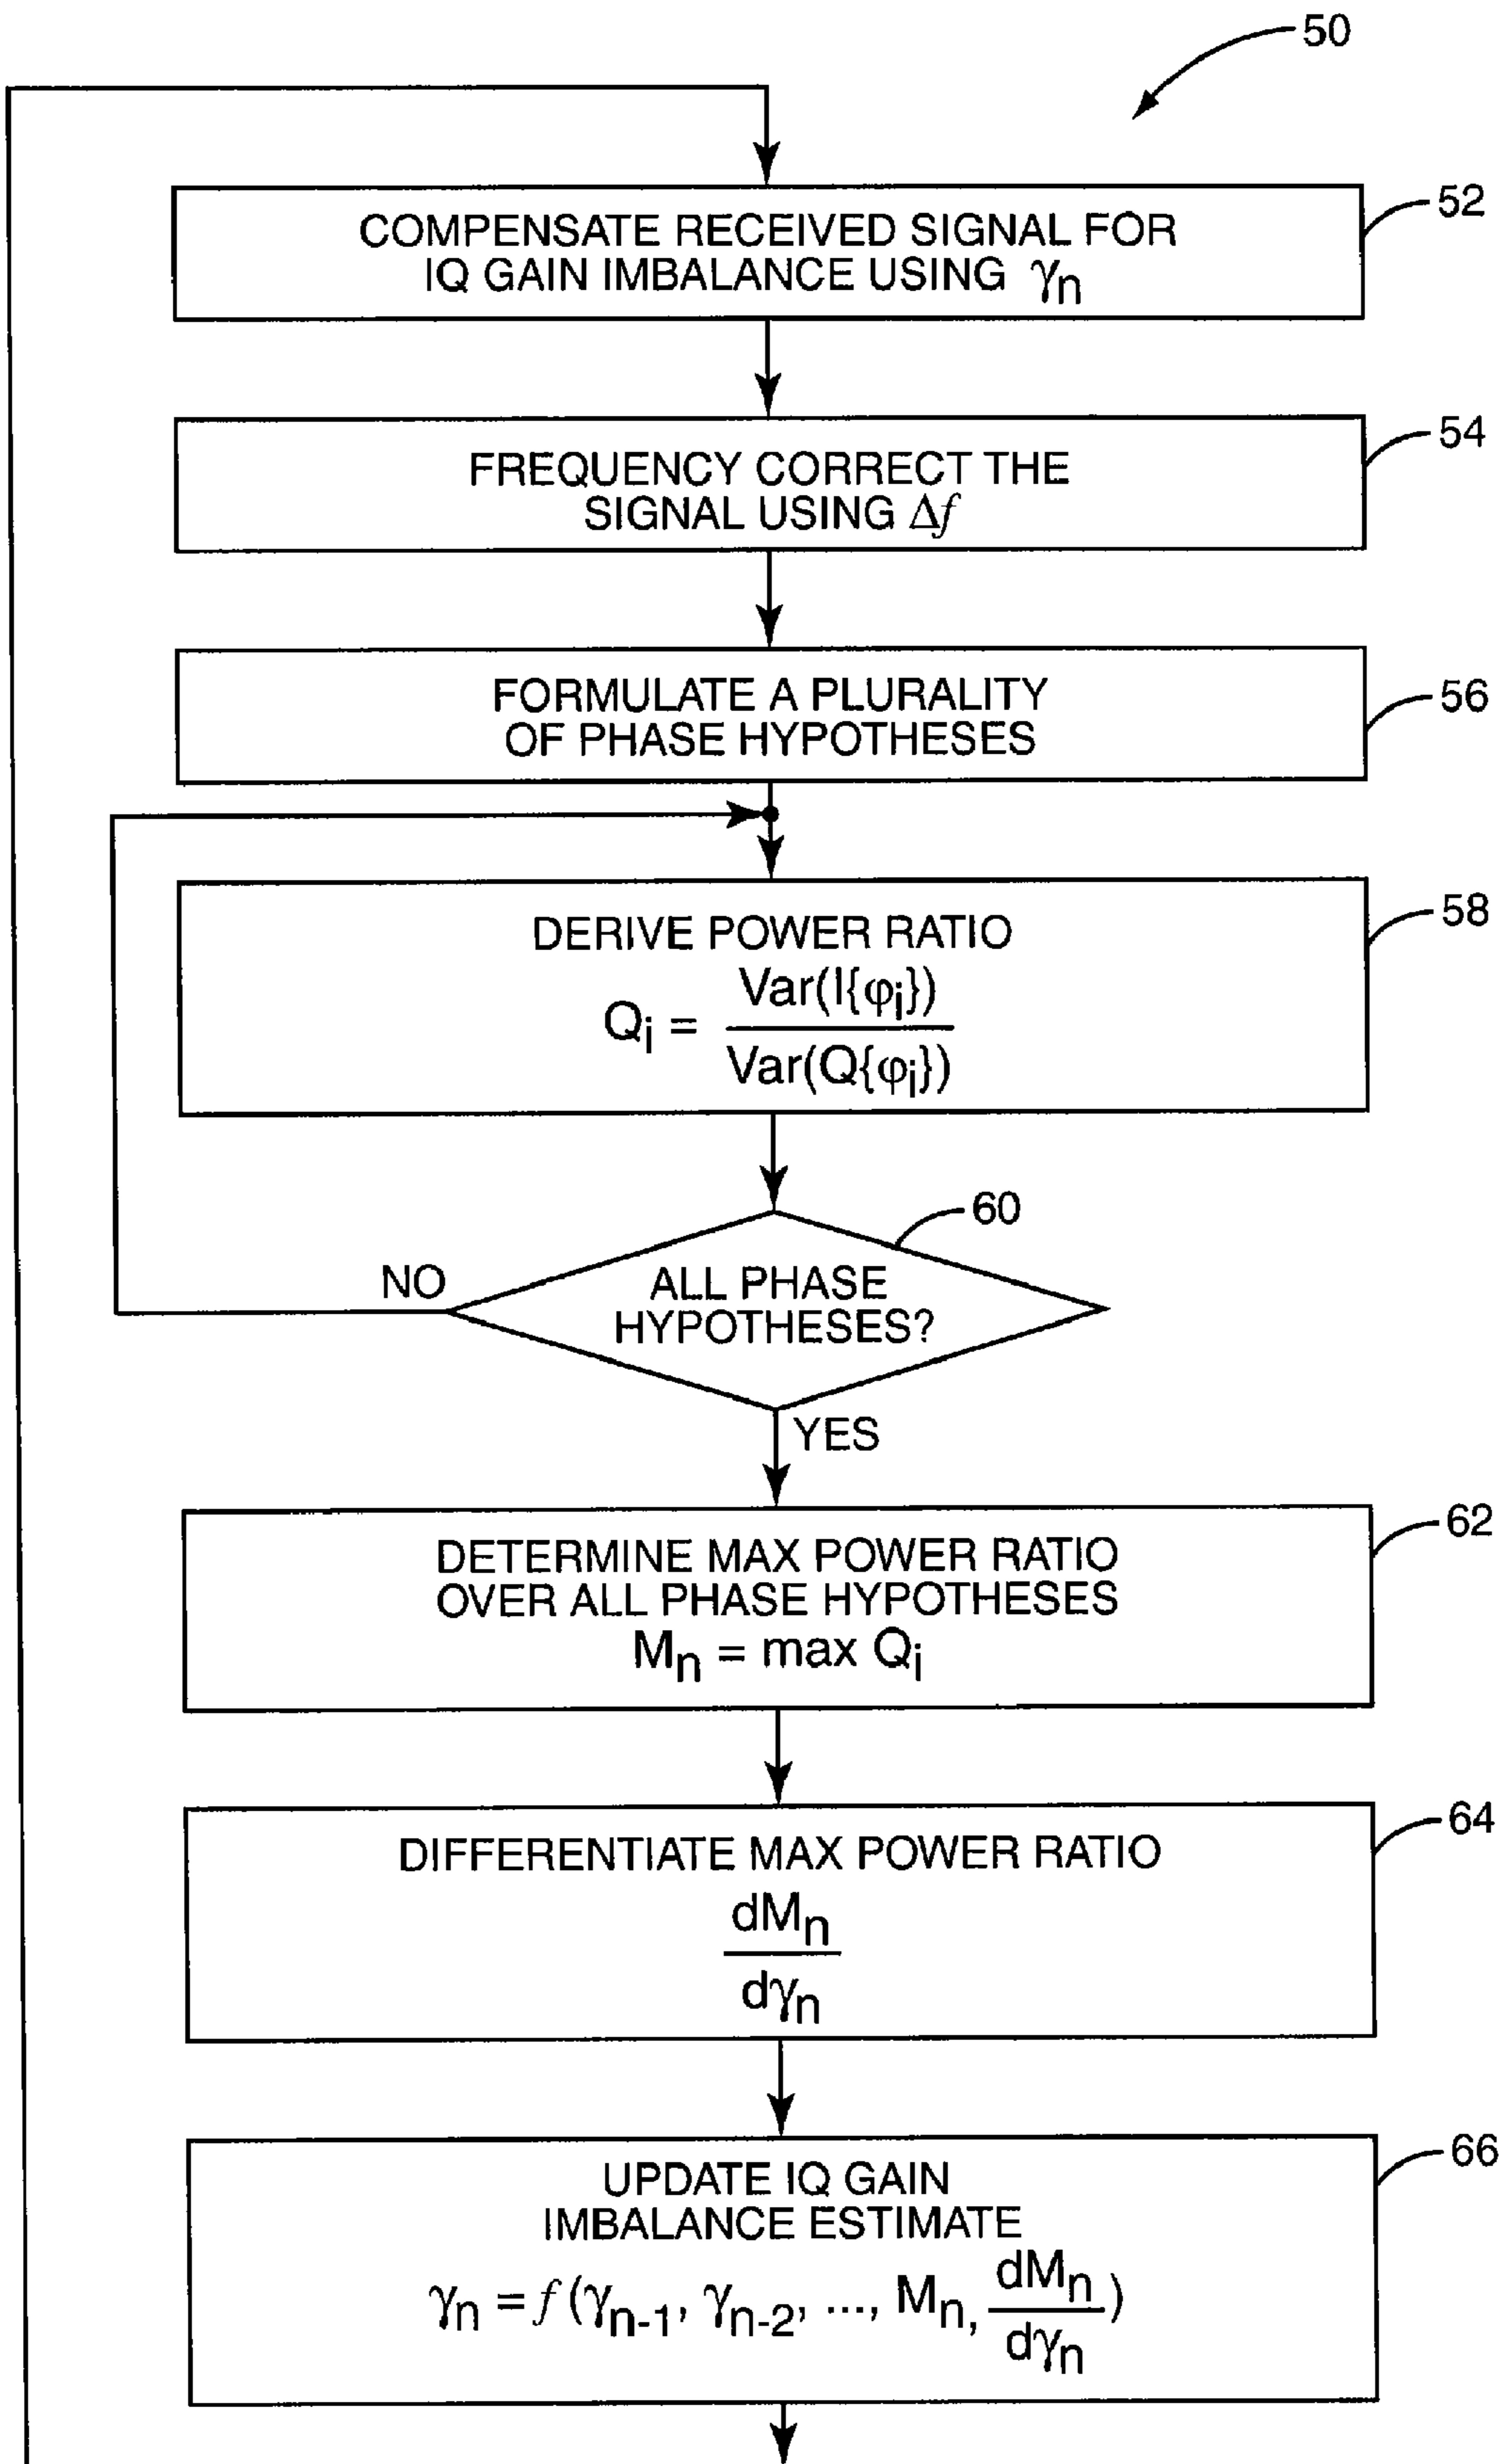 50
COMPENSATE RECEIVED SIGNAL FOR
IQ GAIN IMBALANCE USING γn
52
FREQUENCY CORRECT THE
SIGNAL USING Δf
54
FORMULATE A PLURALITY
OF PHASE HYPOTHESES
56
DERIVE POWER RATIO
Qi = Var(I{φi}) / Var(Q{φi})
58
ALL PHASE
HYPOTHESES?
60
NO
YES
DETERMINE MAX POWER RATIO
OVER ALL PHASE HYPOTHESES
Mn = max Qi
62
DIFFERENTIATE MAX POWER RATIO
dMn / dγn
64
UPDATE IQ GAIN
IMBALANCE ESTIMATE
γn = f (γn-1, γn-2, ..., Mn, dMn / dγn)
66